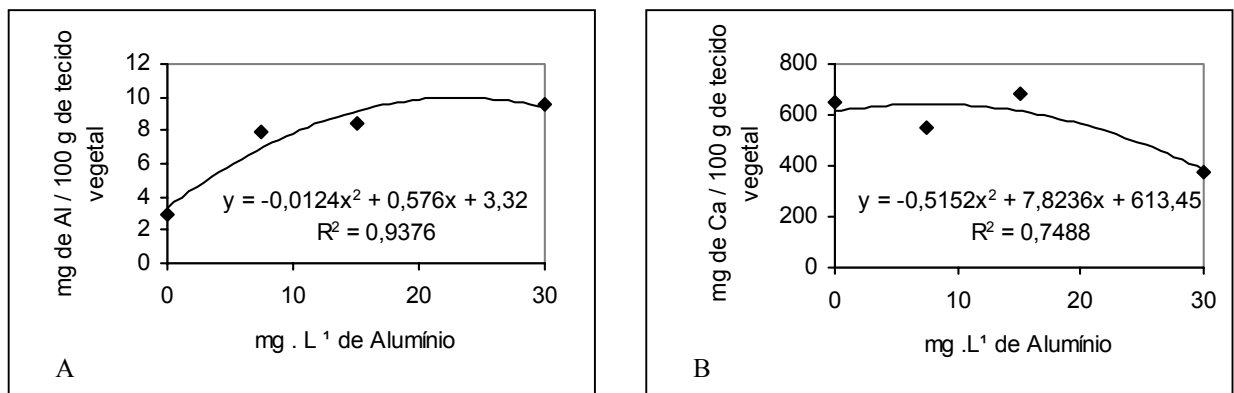 mg de Al / 100 g de tecido
vegetal
12
10
8
6
4
2
0
y = -0,0124x² + 0,576x + 3,32
R² = 0,9376
0
10
20
30
mg . L ¹ de Alumínio
A
mg de Ca / 100 g de tecido
vegetal
800
600
400
200
0
y = -0,5152x² + 7,8236x + 613,45
R² = 0,7488
0
10
20
30
mg .L¹ de Alumínio
B